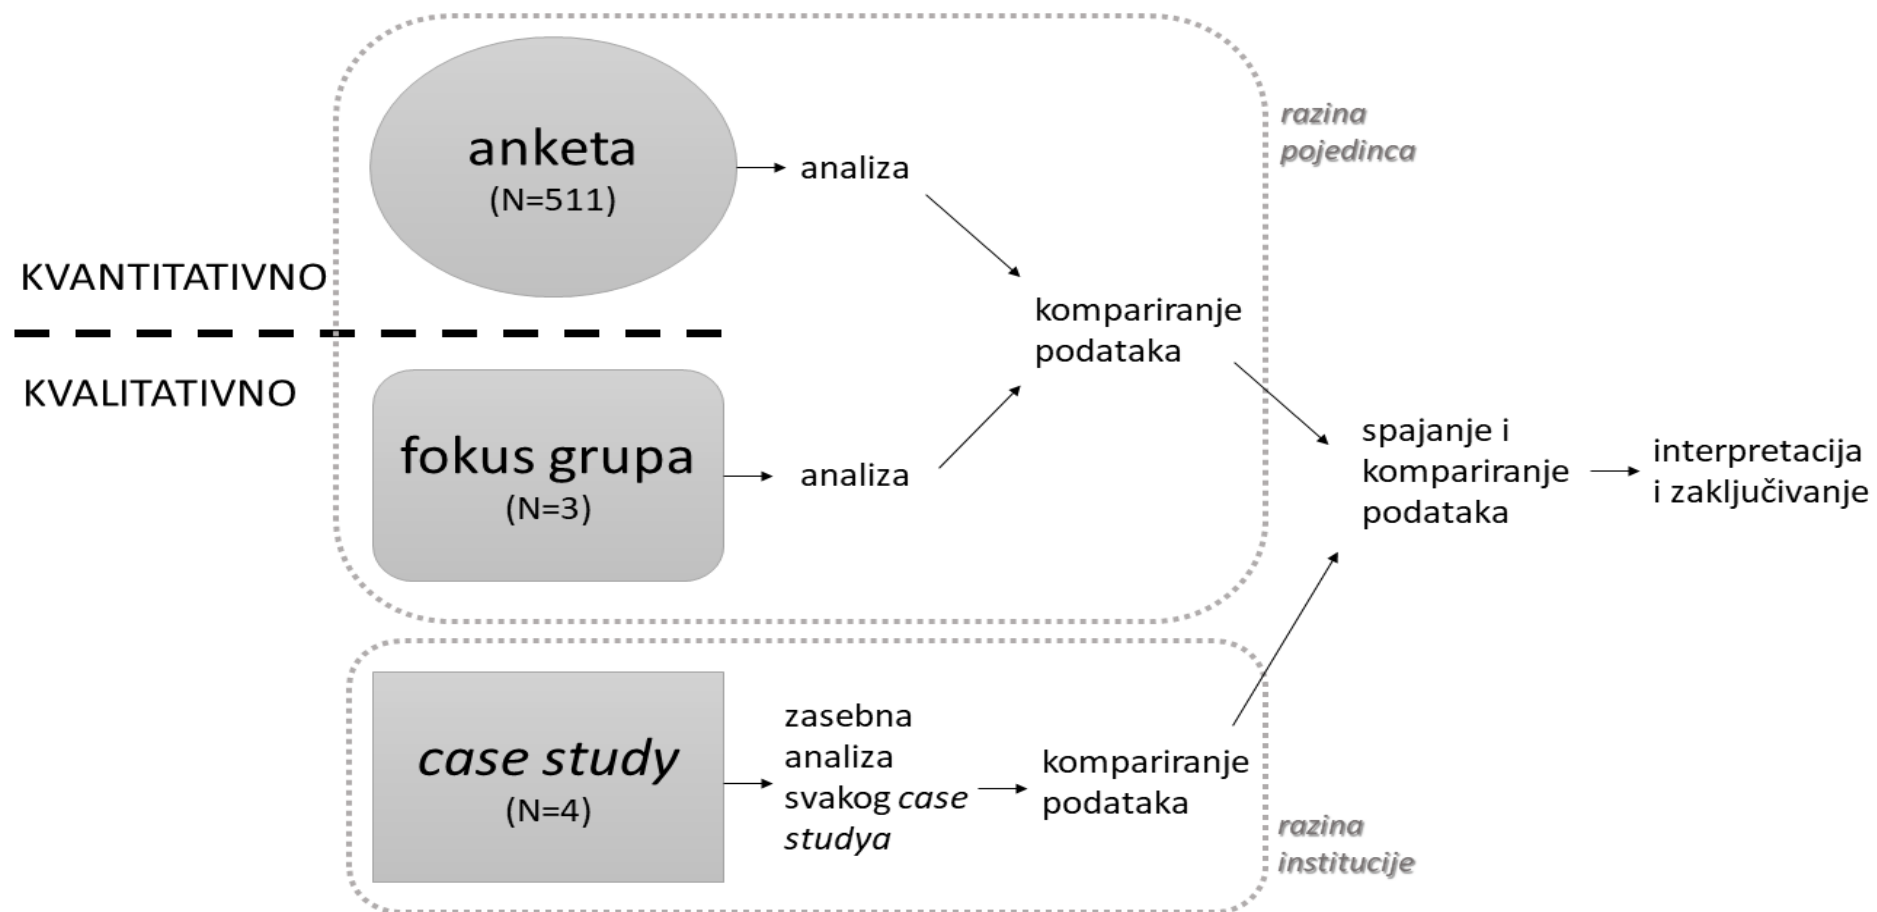 anketa
(N=511)
analiza
razina
pojedinca
KVANTITATIVNO
KVALITATIVNO
kompariranje
podataka
fokus grupa
(N=3)
analiza
spajanje i
kompariranje
podataka
interpretacija
i zaključivanje
case study
(N=4)
zasebna
analiza
svakog case
studya
kompariranje
podataka
razina
institucije